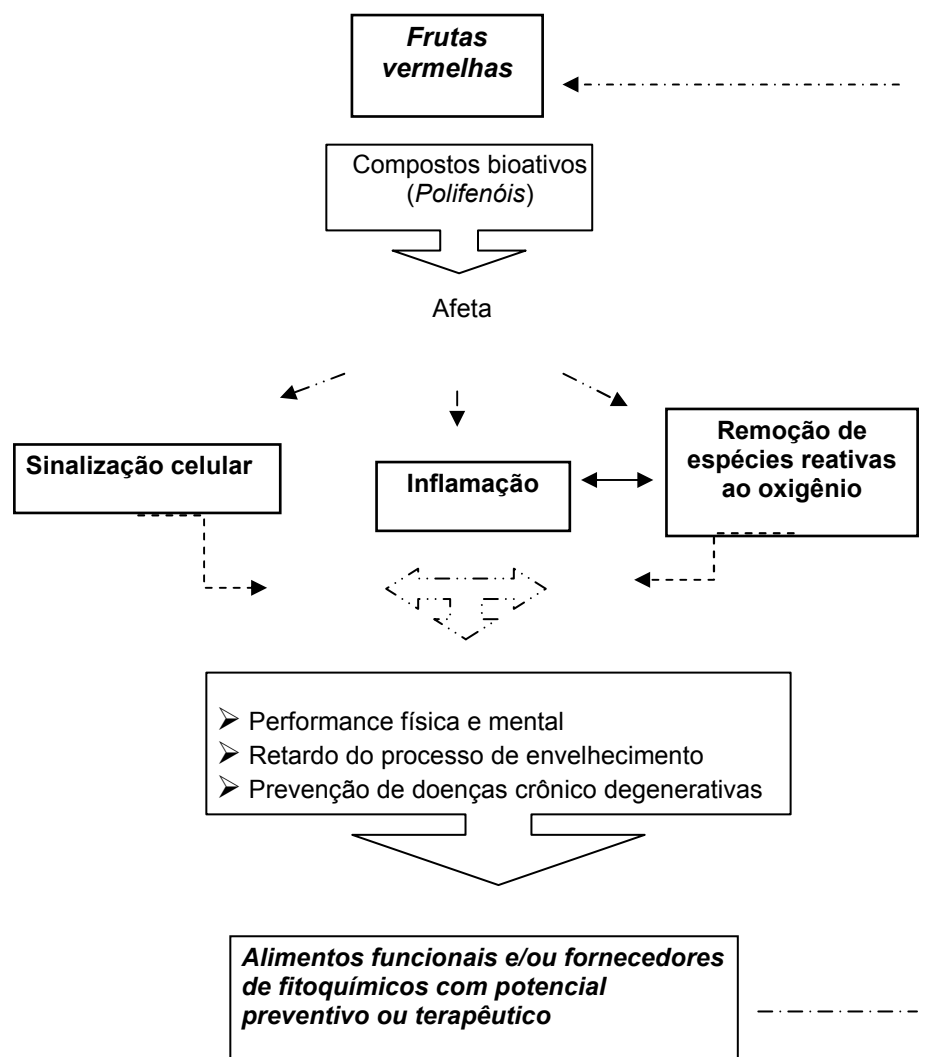 Frutas
vermelhas
Compostos bioativos
(Polifenóis)
Afeta
Sinalização celular
Inflamação
Remoção de
espécies reativas
ao oxigênio
Performance física e mental
Retardo do processo de envelhecimento
Prevenção de doenças crônico degenerativas
Alimentos funcionais e/ou fornecedores
de fitoquímicos com potencial
preventivo ou terapêutico